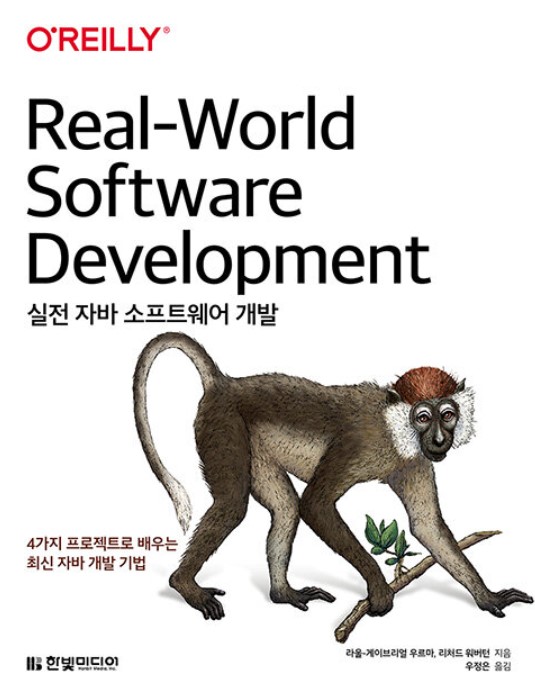 O'REILLY®
Real-World
Software
Development
실전 자바 소프트웨어 개발
4가지 프로젝트로 배우는
최신 자바 개발 기법
라울-게이브리얼 우르마, 리처드 워버턴 지음
우정은 옮김
한빛미디어
Hanbit Media, Inc.